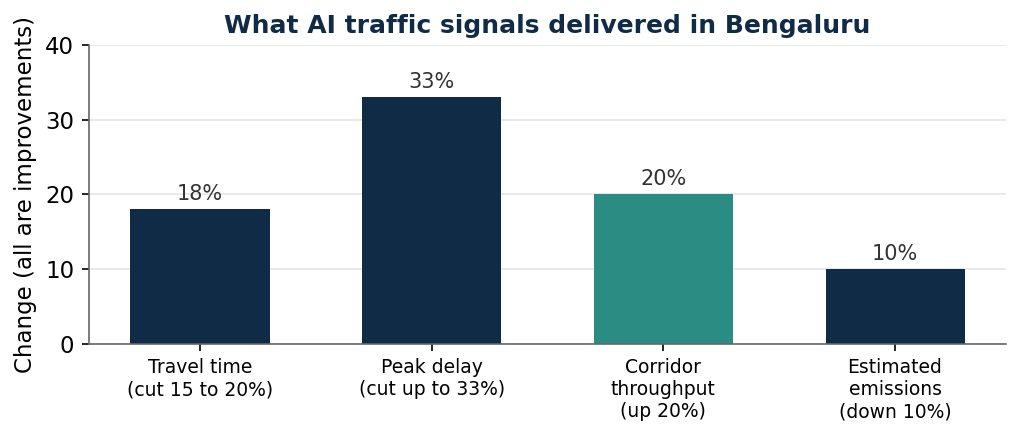 What AI traffic signals delivered in Bengaluru
Change (all are improvements)
40
30
20
10
0
18%
33%
20%
10%
Travel time
(cut 15 to 20%)
Peak delay
(cut up to 33%)
Corridor
throughput
(up 20%)
Estimated
emissions
(down 10%)